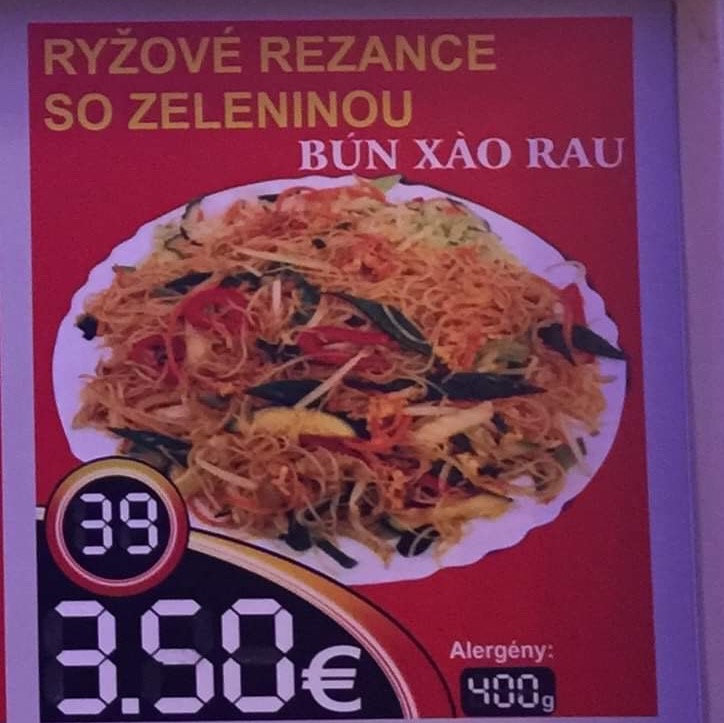 RYŽOVÉ REZANCE
SO ZELENINOU
BÚN XÀO RAU
39
3.50€
Alergény:
400g